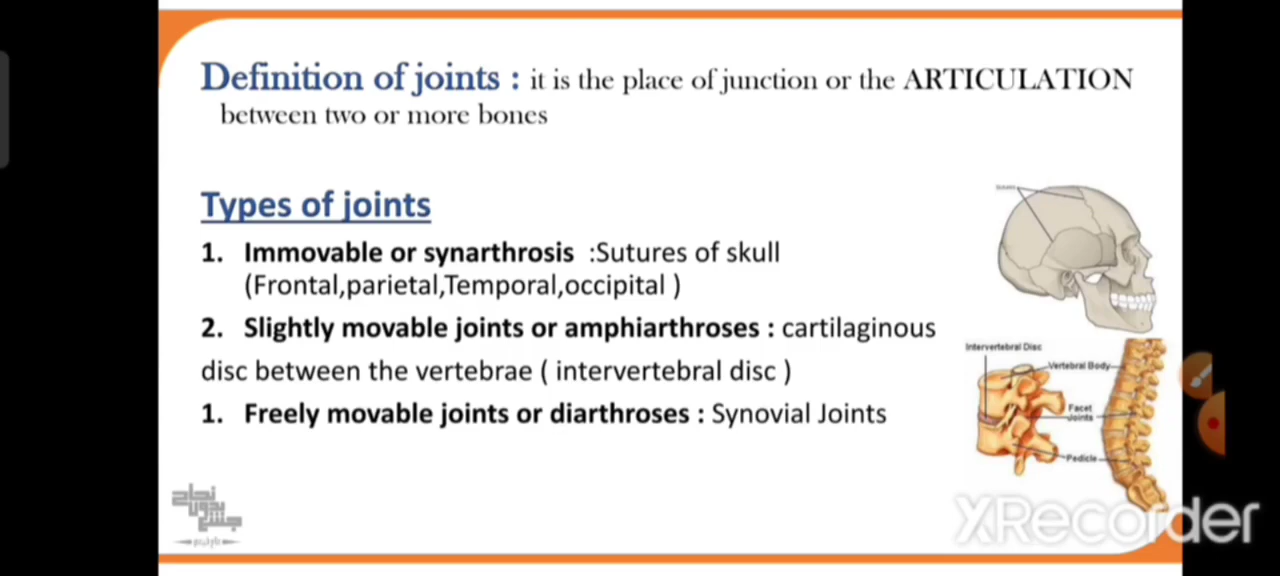 Definition of joints : it is the place of junction or the ARTICULATION
between two or more bones
Types of joints
1. Immovable or synarthrosis :Sutures of skull
(Frontal,parietal,Temporal,occipital )
2. Slightly movable joints or amphiarthroses : cartilaginous
disc between the vertebrae ( intervertebral disc )
1. Freely movable joints or diarthroses : Synovial Joints
Intervertebral Disc
Vertebral Body
Facet
Joints
Pedicle
XRecorder